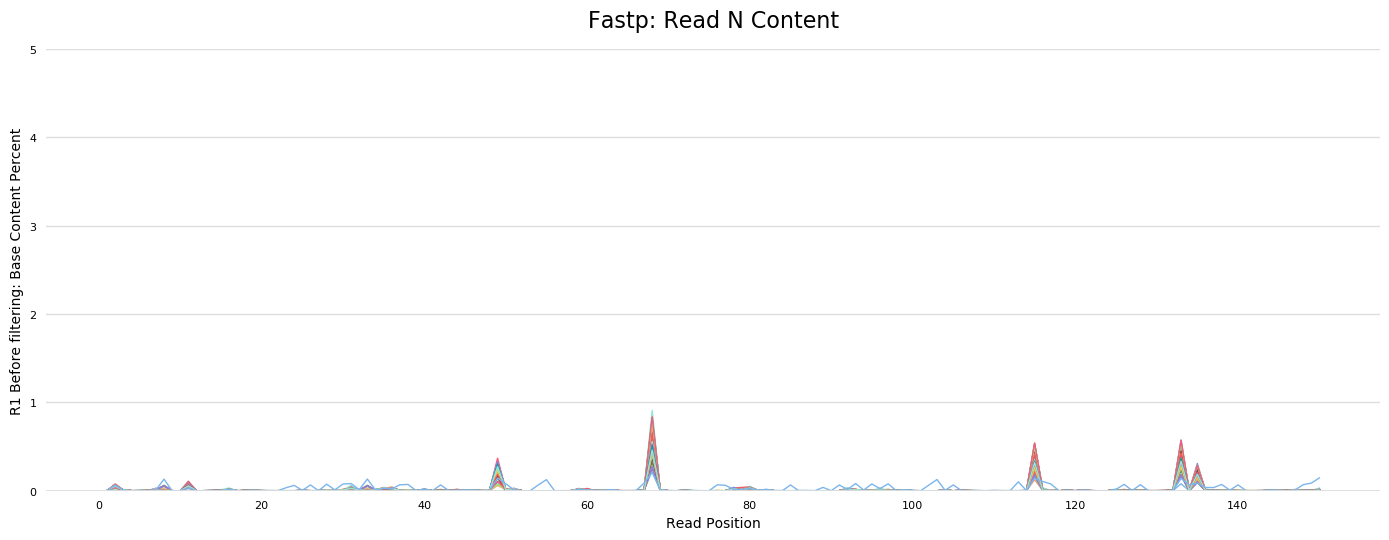 Fastp: Read N Content
R1 Before filtering: Base Content Percent
5
4
3
2
1
0
0 20 40 60 80 100 120 140
Read Position